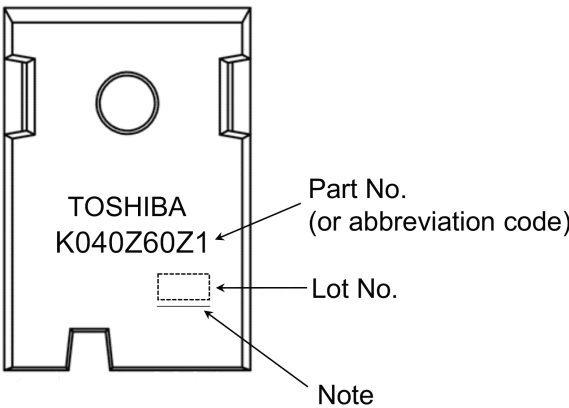 TOSHIBA
K040Z60Z1
Part No.
(or abbreviation code)
Lot No.
Note